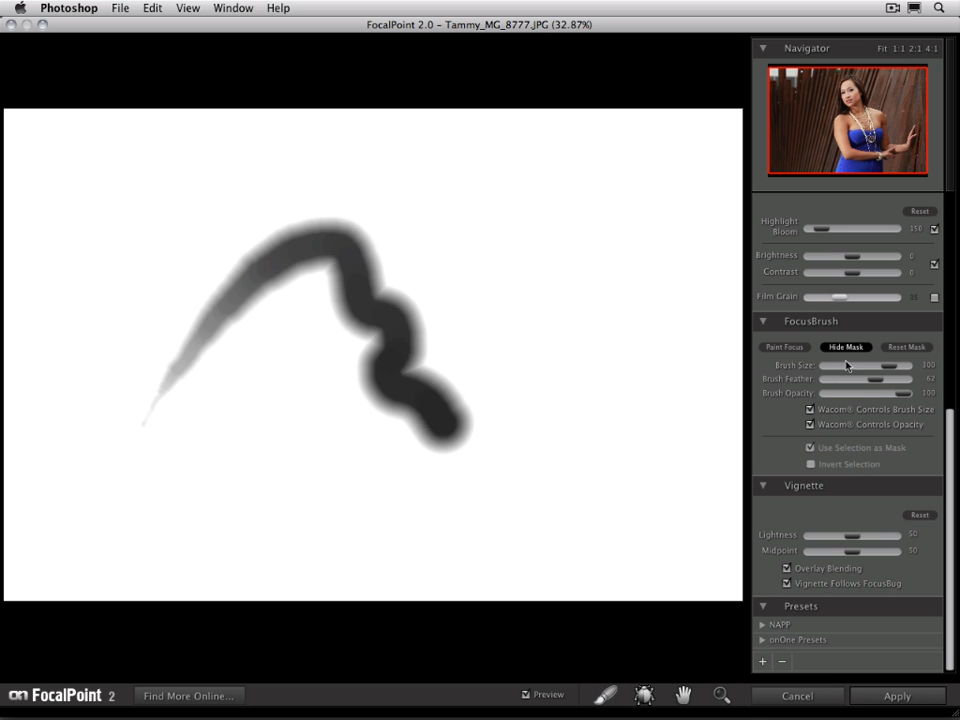 Photoshop File Edit View Window Help
FocalPoint 2.0 – Tammy_MG_8777.JPG (32.87%)
Navigator Fit 1:1 2:1 4:1
Reset
Highlight Bloom 150
Brightness 0
Contrast 0
Film Grain 35
FocusBrush
Paint Focus Hide Mask Reset Mask
Brush Size: 100
Brush Feather: 62
Brush Opacity: 100
Wacom® Controls Brush Size
Wacom® Controls Opacity
Use Selection as Mask
Invert Selection
Vignette
Reset
Lightness 50
Midpoint 50
Overlay Blending
Vignette Follows FocusBug
Presets
NAPP
onOne Presets
+ −
on FocalPoint 2 Find More Online... Preview Cancel Apply